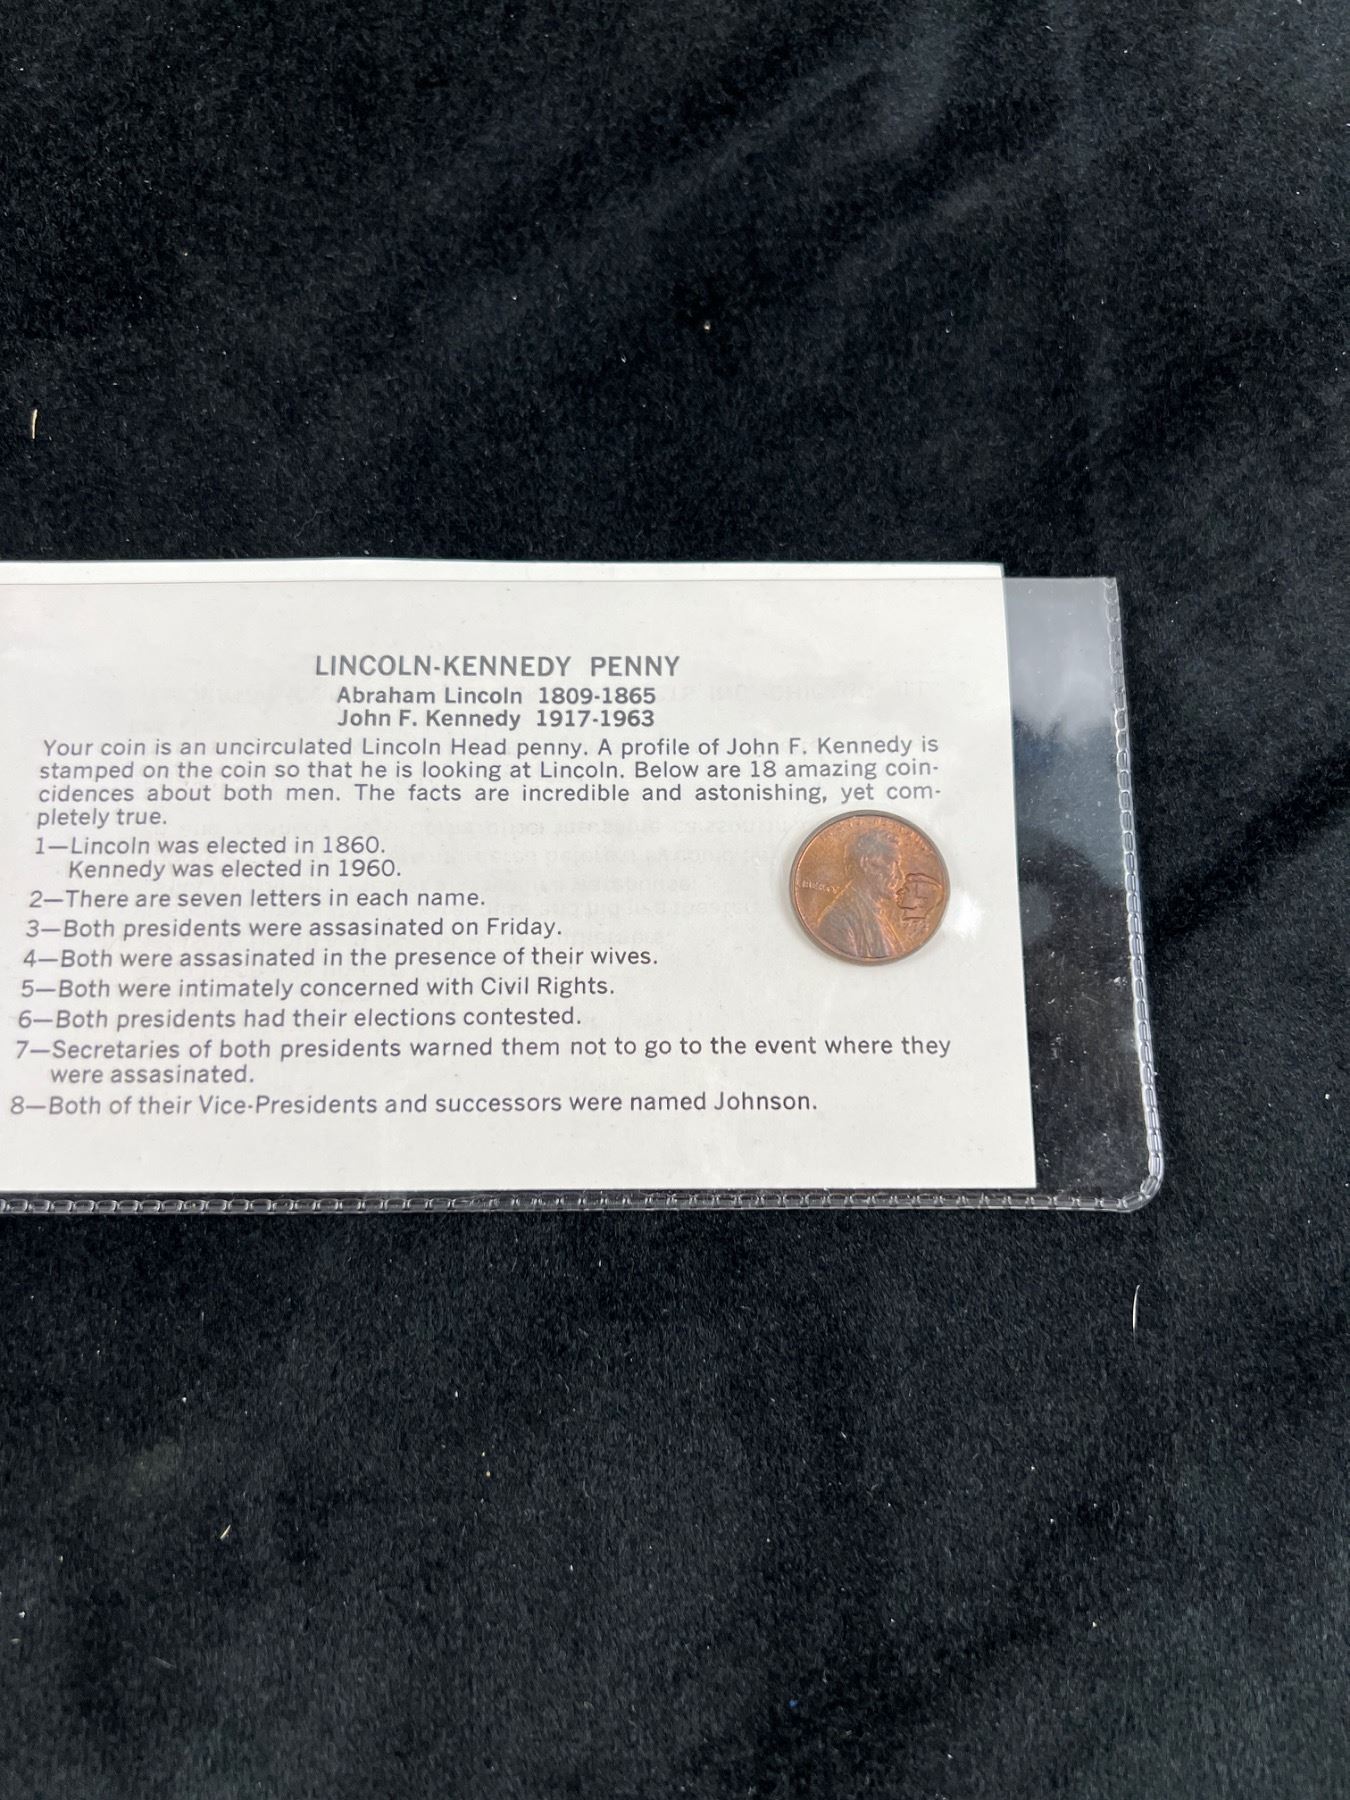 LINCOLN-KENNEDY PENNY
Abraham Lincoln 1809-1865
John F. Kennedy 1917-1963
Your coin is an uncirculated Lincoln Head penny. A profile of John F. Kennedy is
stamped on the coin so that he is looking at Lincoln. Below are 18 amazing coin-
cidences about both men. The facts are incredible and astonishing, yet com-
pletely true.
1—Lincoln was elected in 1860.
Kennedy was elected in 1960.
2—There are seven letters in each name.
3—Both presidents were assasinated on Friday.
4—Both were assasinated in the presence of their wives.
5—Both were intimately concerned with Civil Rights.
6—Both presidents had their elections contested.
7—Secretaries of both presidents warned them not to go to the event where they
were assasinated.
8—Both of their Vice-Presidents and successors were named Johnson.
LIBERTY